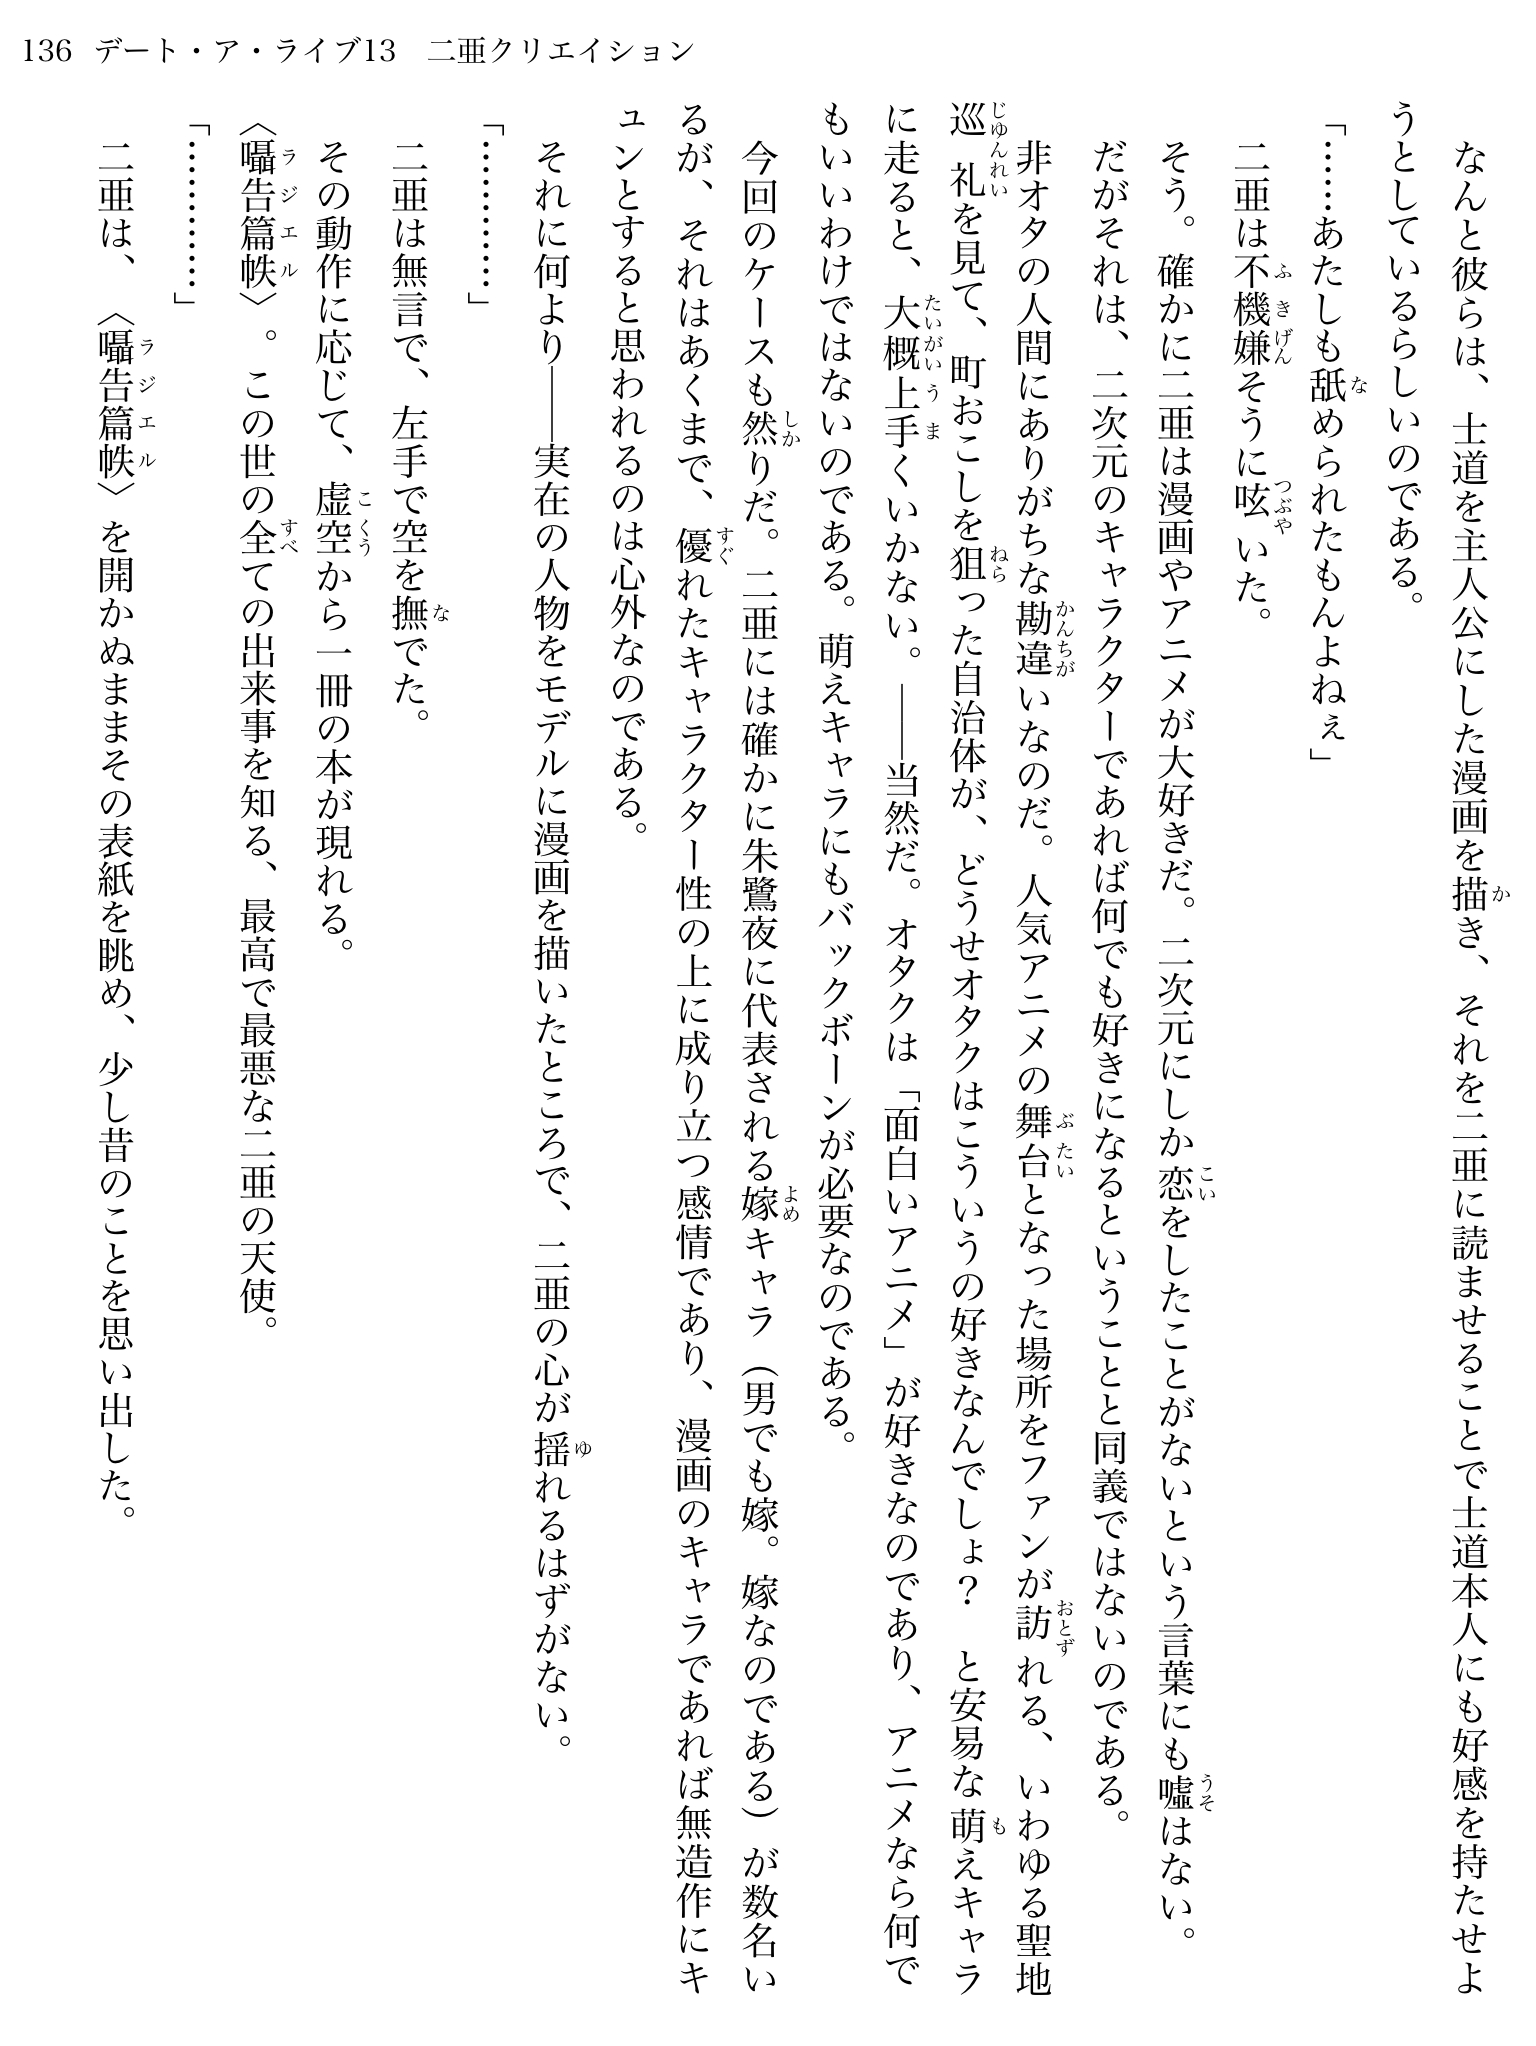 136 デート・ア・ライブ13　二亜クリエイション
　なんと彼らは、士道を主人公にした漫画を描き、それを二亜に読ませることで士道本人にも好感を持たせよ
うとしているらしいのである。
「……あたしも舐められたもんよねぇ」
　二亜は不機嫌そうに呟いた。
　そう。確かに二亜は漫画やアニメが大好きだ。二次元にしか恋をしたことがないという言葉にも嘘はない。
　だがそれは、二次元のキャラクターであれば何でも好きになるということと同義ではないのである。
　非オタの人間にありがちな勘違いなのだ。人気アニメの舞台となった場所をファンが訪れる、いわゆる聖地
巡礼を見て、町おこしを狙った自治体が、どうせオタクはこういうの好きなんでしょ？　と安易な萌えキャラ
に走ると、大概上手くいかない。――当然だ。オタクは「面白いアニメ」が好きなのであり、アニメなら何で
もいいわけではないのである。萌えキャラにもバックボーンが必要なのである。
　今回のケースも然りだ。二亜には確かに朱鷺夜に代表される嫁キャラ（男でも嫁。嫁なのである）が数名い
るが、それはあくまで、優れたキャラクター性の上に成り立つ感情であり、漫画のキャラであれば無造作にキ
ュンとすると思われるのは心外なのである。
　それに何より――実在の人物をモデルに漫画を描いたところで、二亜の心が揺れるはずがない。
「…………」
　二亜は無言で、左手で空を撫でた。
　その動作に応じて、虚空から一冊の本が現れる。
〈囁告篇帙〉。この世の全ての出来事を知る、最高で最悪な二亜の天使。
「…………」
　二亜は、〈囁告篇帙〉を開かぬままその表紙を眺め、少し昔のことを思い出した。